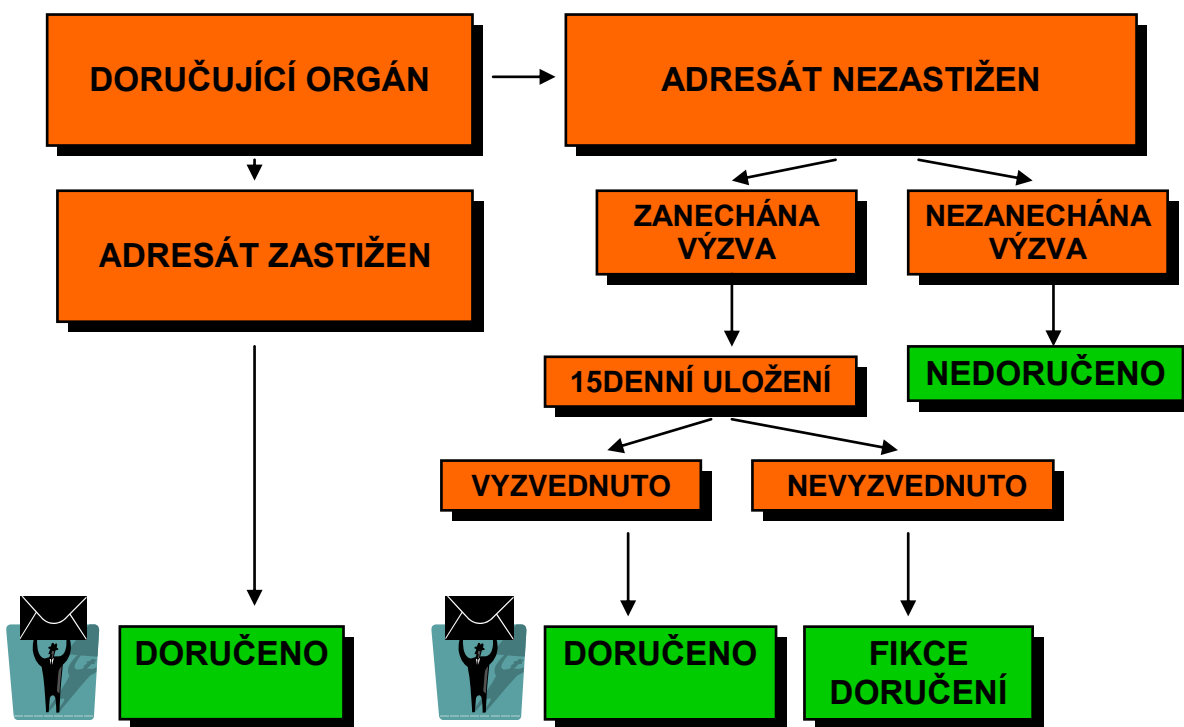 DORUČUJÍCÍ ORGÁN
ADRESÁT NEZASTIŽEN
ADRESÁT ZASTIŽEN
ZANECHÁNA
VÝZVA
NEZANECHÁNA
VÝZVA
15DENNÍ ULOŽENÍ
NEDORUČENO
VYZVEDNUTO
NEVYZVEDNUTO
DORUČENO
DORUČENO
FIKCE
DORUČENÍ